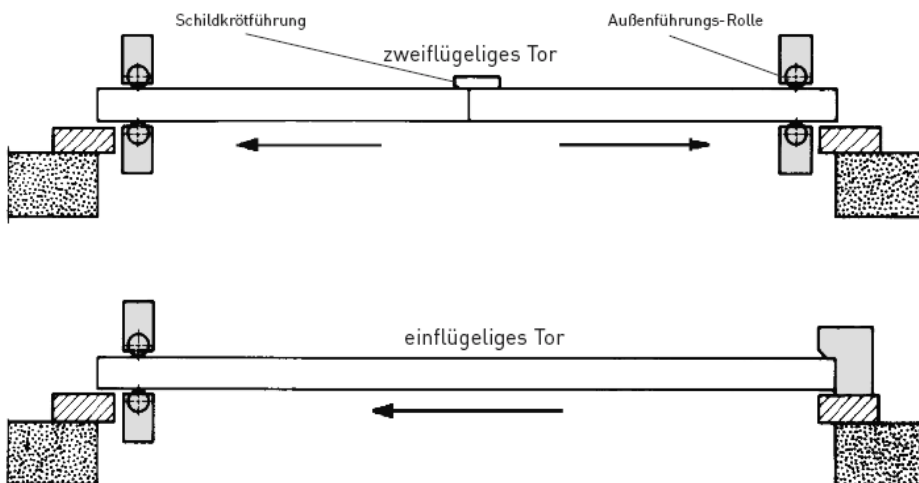 Schildkrötführung
Außenführungs-Rolle
zweiflügeliges Tor
einflügeliges Tor